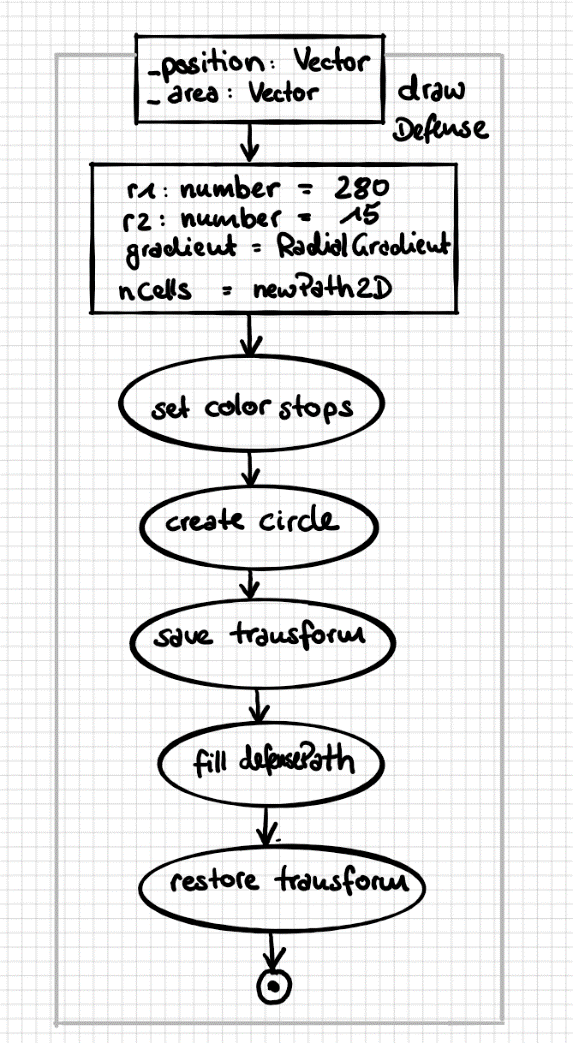 _position: Vector
_area: Vector
draw
Defense
r1: number = 280
r2: number = 15
gradient = RadialGradient
nCells = newPath2D
set color stops
create circle
save transform
fill defensePath
restore transform